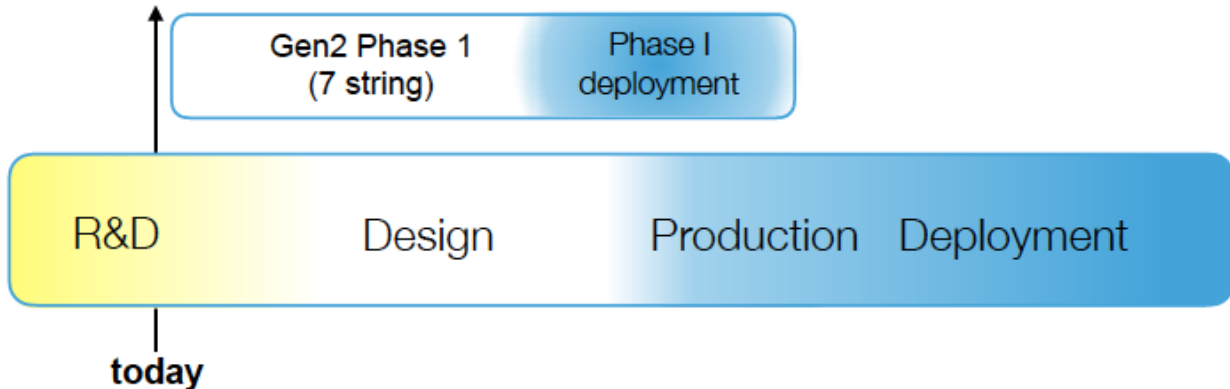 Gen2 Phase 1
(7 string)
Phase I
deployment
R&D
Design
Production
Deployment
today